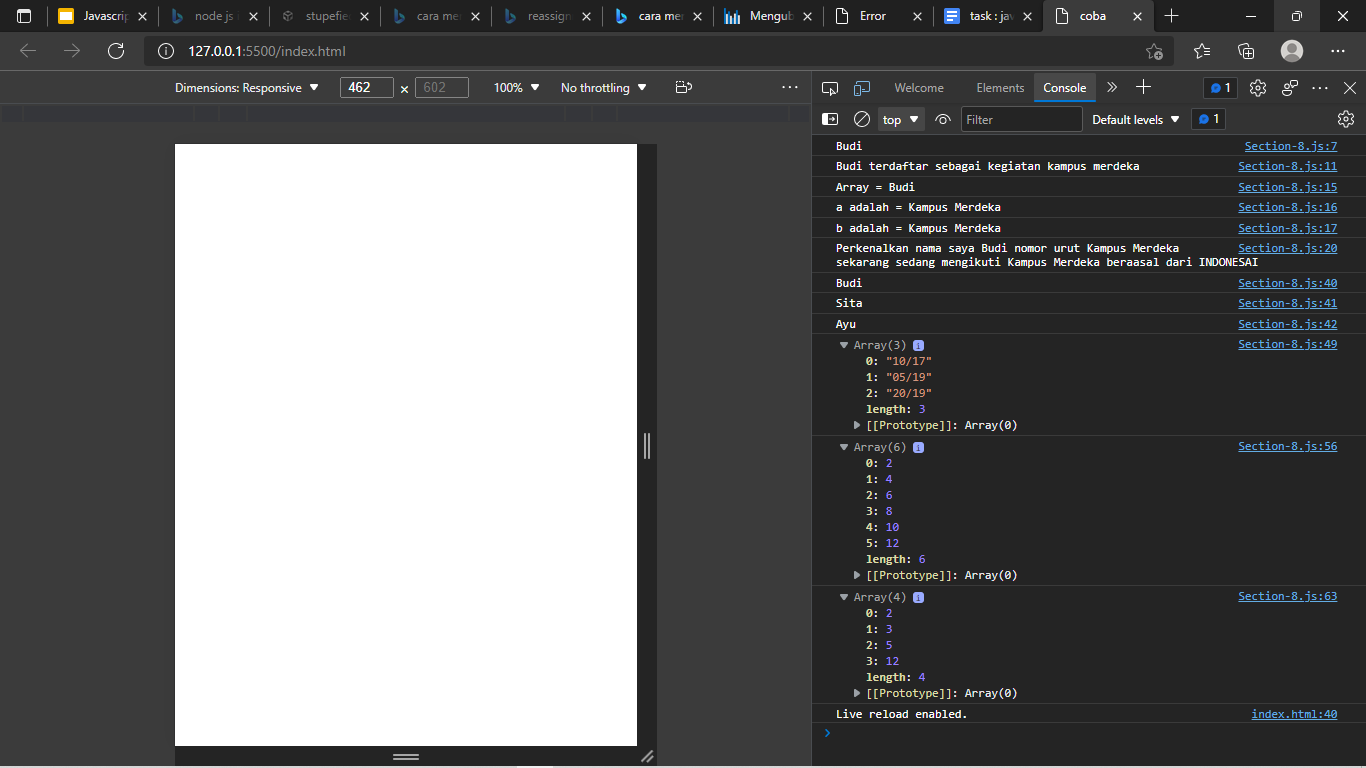 Javascrip
node js i
stupefie
cara me
reassign
cara mer
Mengub
Error
task : jav
coba
127.0.0.1:5500/index.html
Dimensions: Responsive
462 × 602
100%
No throttling
Welcome
Elements
Console
1
top
Filter
Default levels
1
Budi Section-8.js:7
Budi terdaftar sebagai kegiatan kampus merdeka Section-8.js:11
Array = Budi Section-8.js:15
a adalah = Kampus Merdeka Section-8.js:16
b adalah = Kampus Merdeka Section-8.js:17
Perkenalkan nama saya Budi nomor urut Kampus Merdeka Section-8.js:20
sekarang sedang mengikuti Kampus Merdeka beraasal dari INDONESAI
Budi Section-8.js:40
Sita Section-8.js:41
Ayu Section-8.js:42
Array(3) i Section-8.js:49
0: "10/17"
1: "05/19"
2: "20/19"
length: 3
[[Prototype]]: Array(0)
Array(6) i Section-8.js:56
0: 2
1: 4
2: 6
3: 8
4: 10
5: 12
length: 6
[[Prototype]]: Array(0)
Array(4) i Section-8.js:63
0: 2
1: 3
2: 5
3: 12
length: 4
[[Prototype]]: Array(0)
Live reload enabled. index.html:40